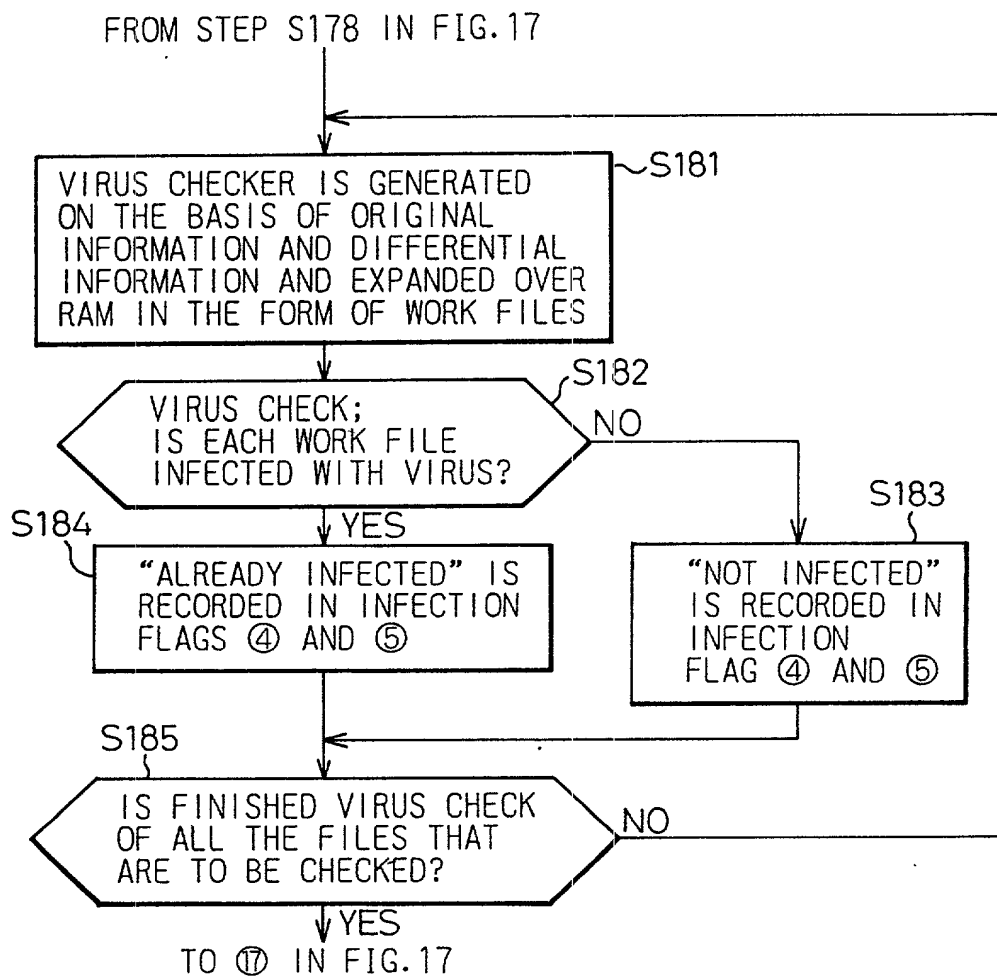 FROM STEP S178 IN FIG.17
S181
VIRUS CHECKER IS GENERATED
ON THE BASIS OF ORIGINAL
INFORMATION AND DIFFERENTIAL
INFORMATION AND EXPANDED OVER
RAM IN THE FORM OF WORK FILES
S182
VIRUS CHECK;
IS EACH WORK FILE
INFECTED WITH VIRUS?
NO
YES
S184
"ALREADY INFECTED" IS
RECORDED IN INFECTION
FLAGS ④ AND ⑤
S183
"NOT INFECTED"
IS RECORDED IN
INFECTION
FLAG ④ AND ⑤
S185
IS FINISHED VIRUS CHECK
OF ALL THE FILES THAT
ARE TO BE CHECKED?
NO
YES
TO ⑰ IN FIG.17